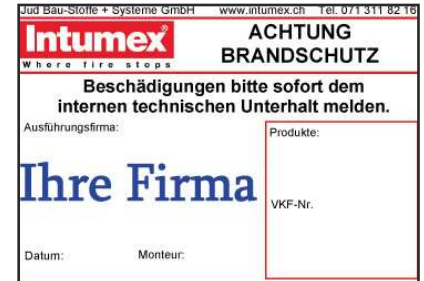 Jud Bau-Stoffe + Systeme GmbH www.intumex.ch Tel. 071 311 82 16
Intumex®
Where fire stops
ACHTUNG
BRANDSCHUTZ
Beschädigungen bitte sofort dem
internen technischen Unterhalt melden.
Ausführungsfirma:
Ihre Firma
Datum: Monteur:
Produkte:
VKF-Nr.